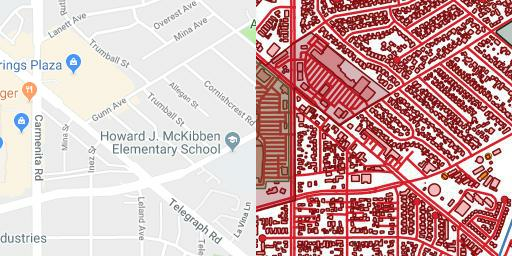 Lanett Ave
Overest Ave
Mina Ave
Trumball St
rings Plaza
ger
Allegan St
Cornishcrest Rd
Gunn Ave
Trumball St
Carmenita Rd
Mina St
Inez St
Howard J. McKibben
Elementary School
Leland Ave
Telegraph Rd
La Vina Ln
Tele
ndustries